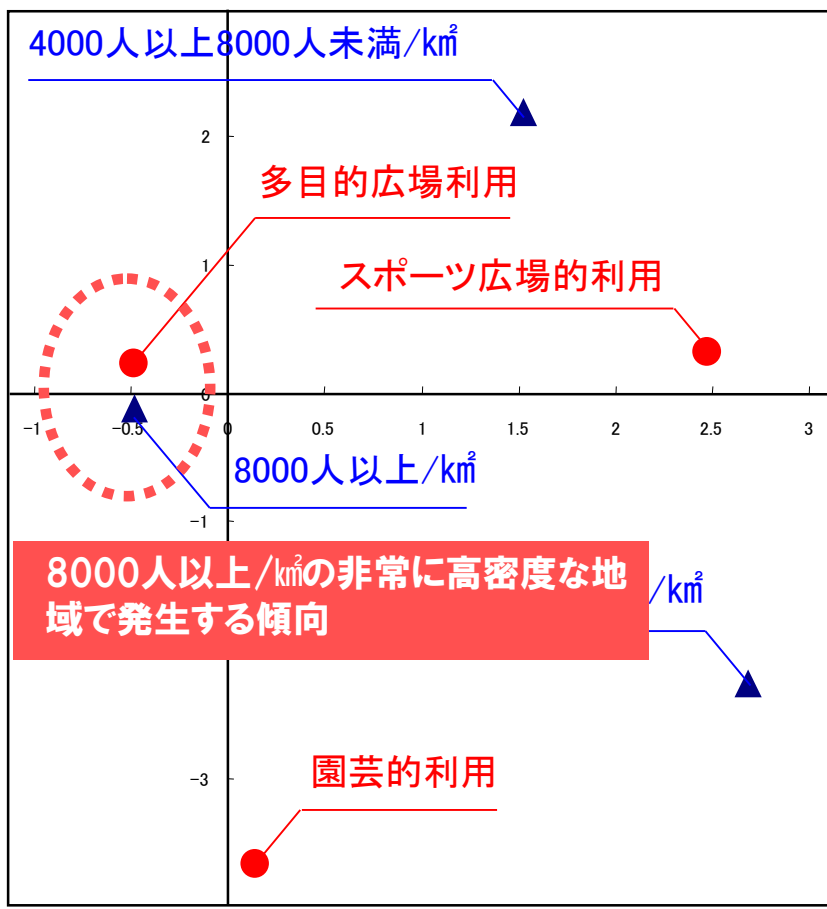 4000人以上8000人未満/㎢
2
多目的広場利用
1
スポーツ広場的利用
0
-1
-0.5
0
0.5
1
1.5
2
2.5
3
8000人以上/㎢
-1
8000人以上/㎢の非常に高密度な地
域で発生する傾向
/㎢
-3
園芸的利用